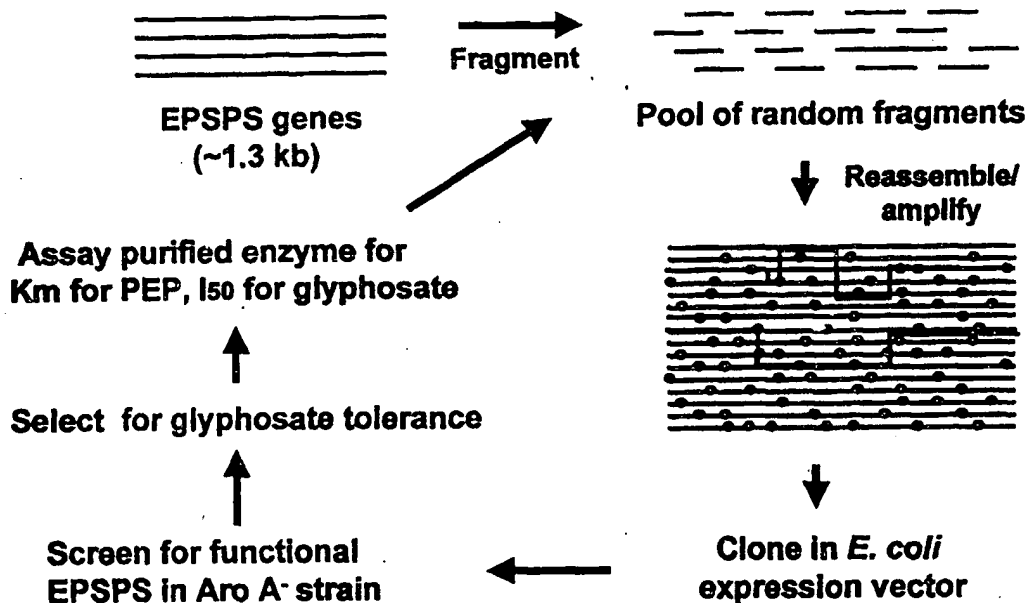 Fragment
EPSPS genes
(~1.3 kb)
Pool of random fragments
Reassemble/
amplify
Clone in E. coli
expression vector
Screen for functional
EPSPS in Aro A- strain
Select for glyphosate tolerance
Assay purified enzyme for
Km for PEP, I50 for glyphosate